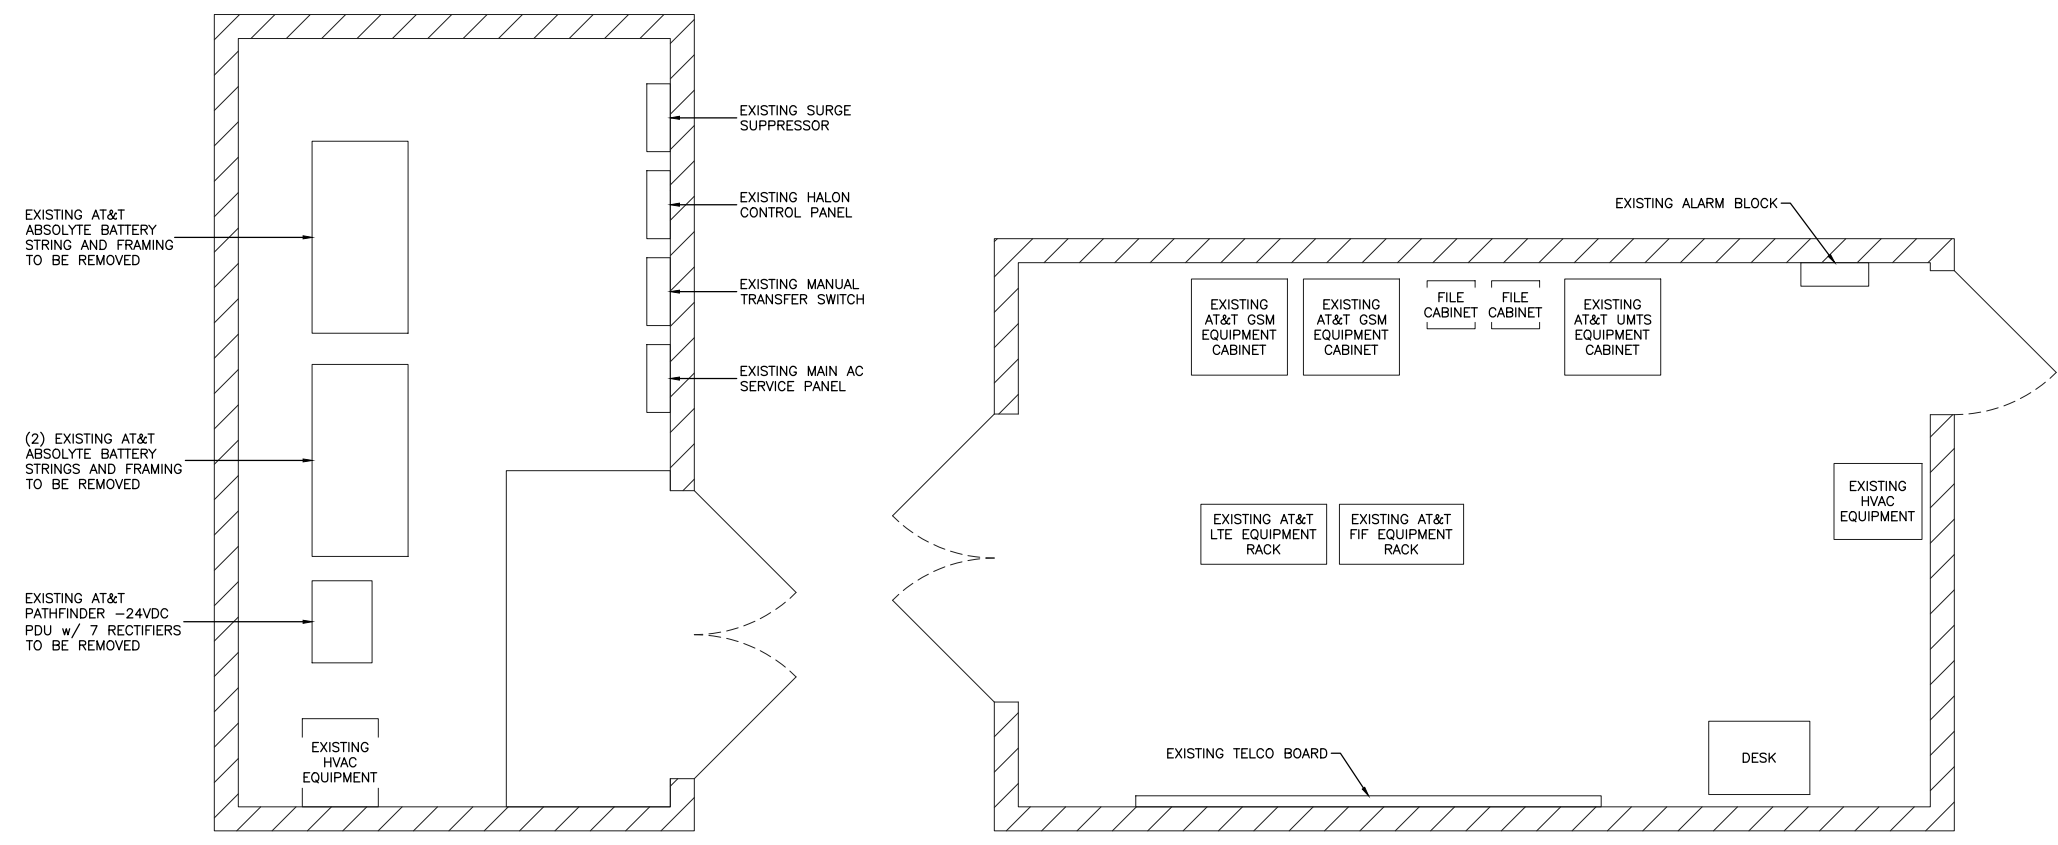 EXISTING SURGE
SUPPRESSOR
EXISTING HALON
CONTROL PANEL
EXISTING MANUAL
TRANSFER SWITCH
EXISTING MAIN AC
SERVICE PANEL
EXISTING AT&T
ABSOLYTE BATTERY
STRING AND FRAMING
TO BE REMOVED
(2) EXISTING AT&T
ABSOLYTE BATTERY
STRINGS AND FRAMING
TO BE REMOVED
EXISTING AT&T
PATHFINDER -24VDC
PDU w/ 7 RECTIFIERS
TO BE REMOVED
EXISTING
HVAC
EQUIPMENT
EXISTING ALARM BLOCK
EXISTING
AT&T GSM
EQUIPMENT
CABINET
EXISTING
AT&T GSM
EQUIPMENT
CABINET
FILE
CABINET
FILE
CABINET
EXISTING
AT&T UMTS
EQUIPMENT
CABINET
EXISTING AT&T
LTE EQUIPMENT
RACK
EXISTING AT&T
FIF EQUIPMENT
RACK
EXISTING
HVAC
EQUIPMENT
EXISTING TELCO BOARD
DESK